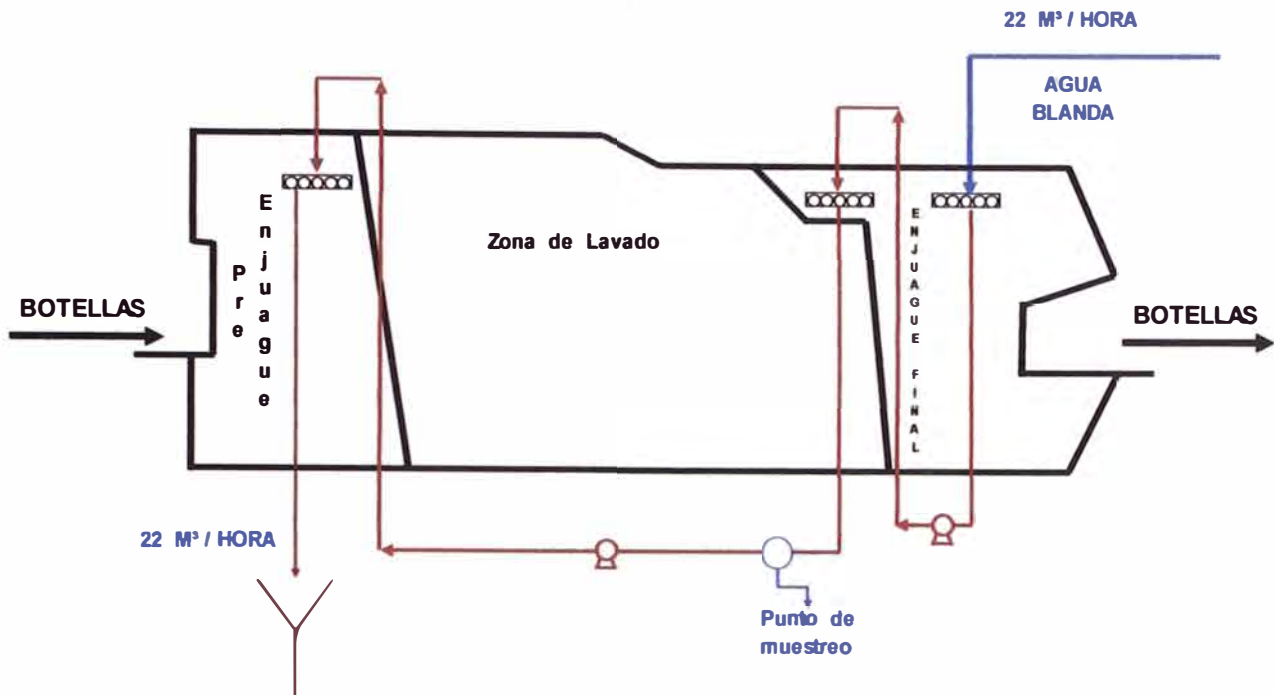 22 M³ / HORA
AGUA
BLANDA
Pre
Enjuague
Zona de Lavado
ENJUAGUE FINAL
BOTELLAS
BOTELLAS
22 M³ / HORA
Punto de
muestreo